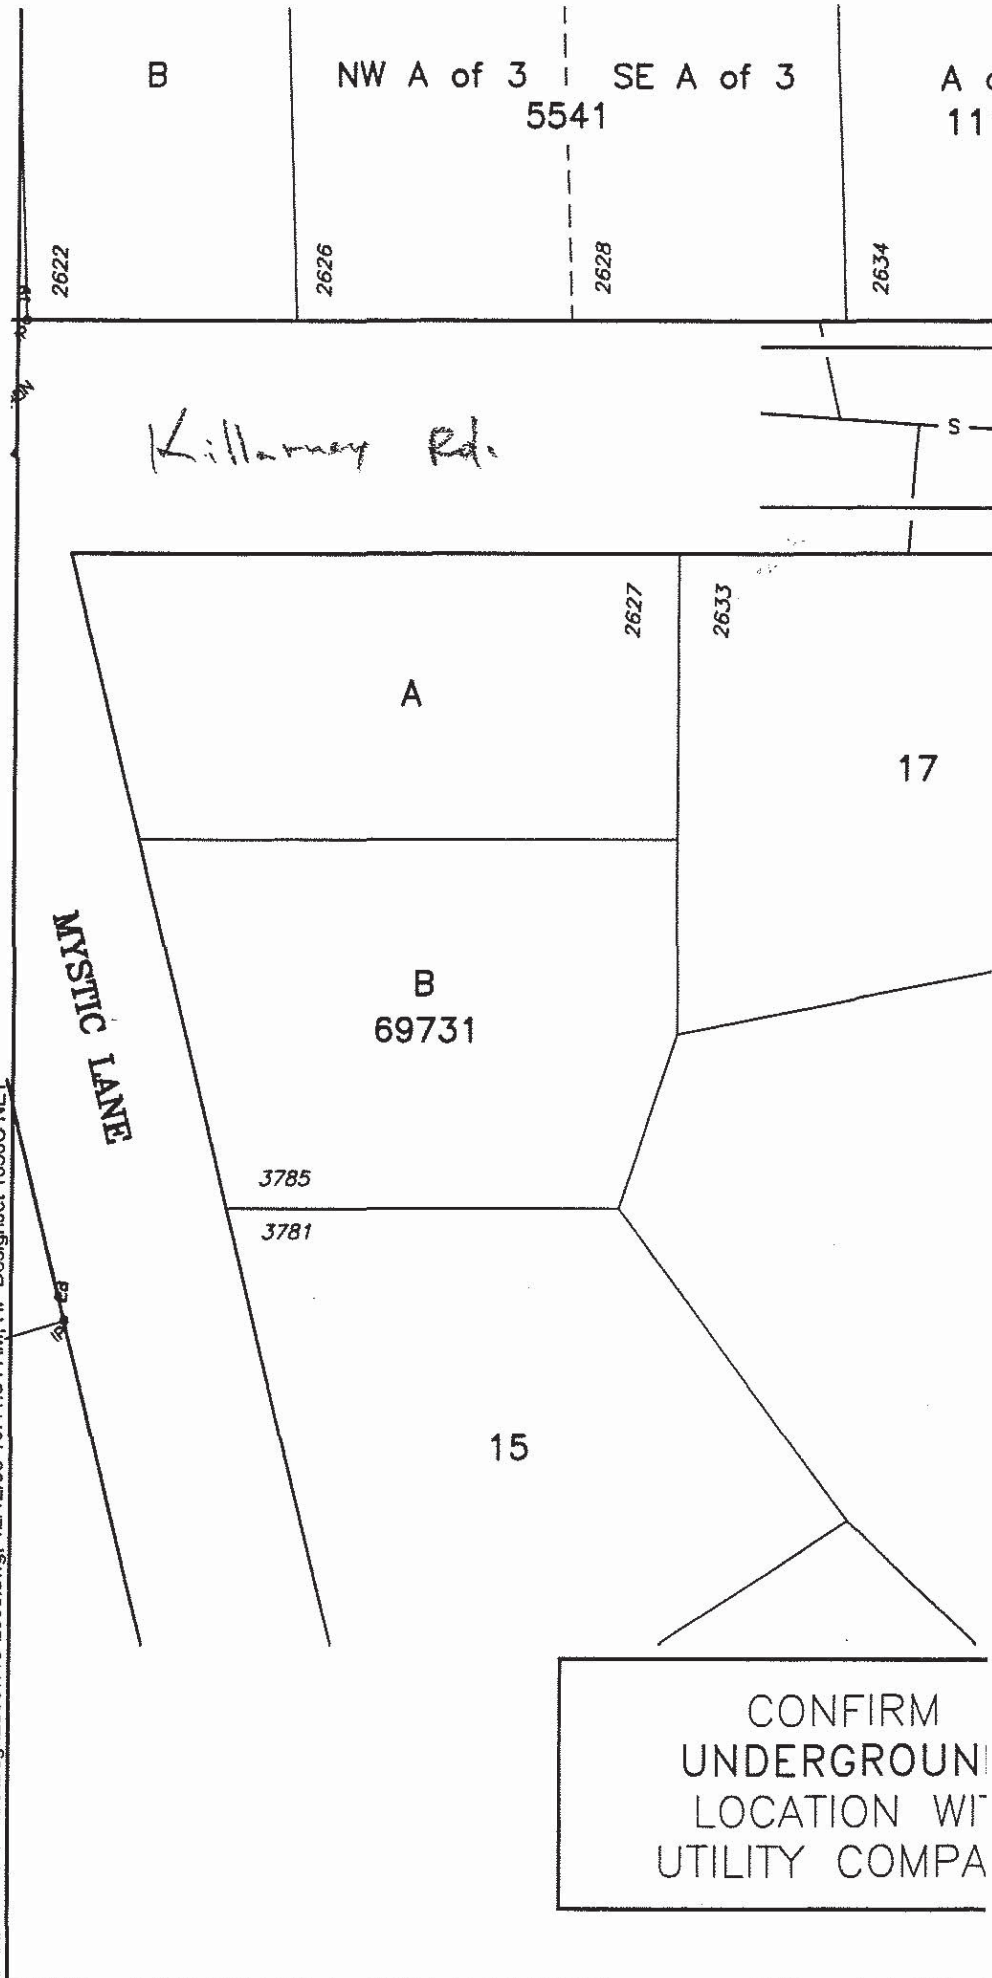 B
NW A of 3
SE A of 3
5541
A
11
2622
2626
2628
2634
Killarney Rd.
S
2627
2633
A
17
MYSTIC LANE
B
69731
3785
3781
15
CONFIRM
UNDERGROUN
LOCATION WIT
UTILITY COMPA